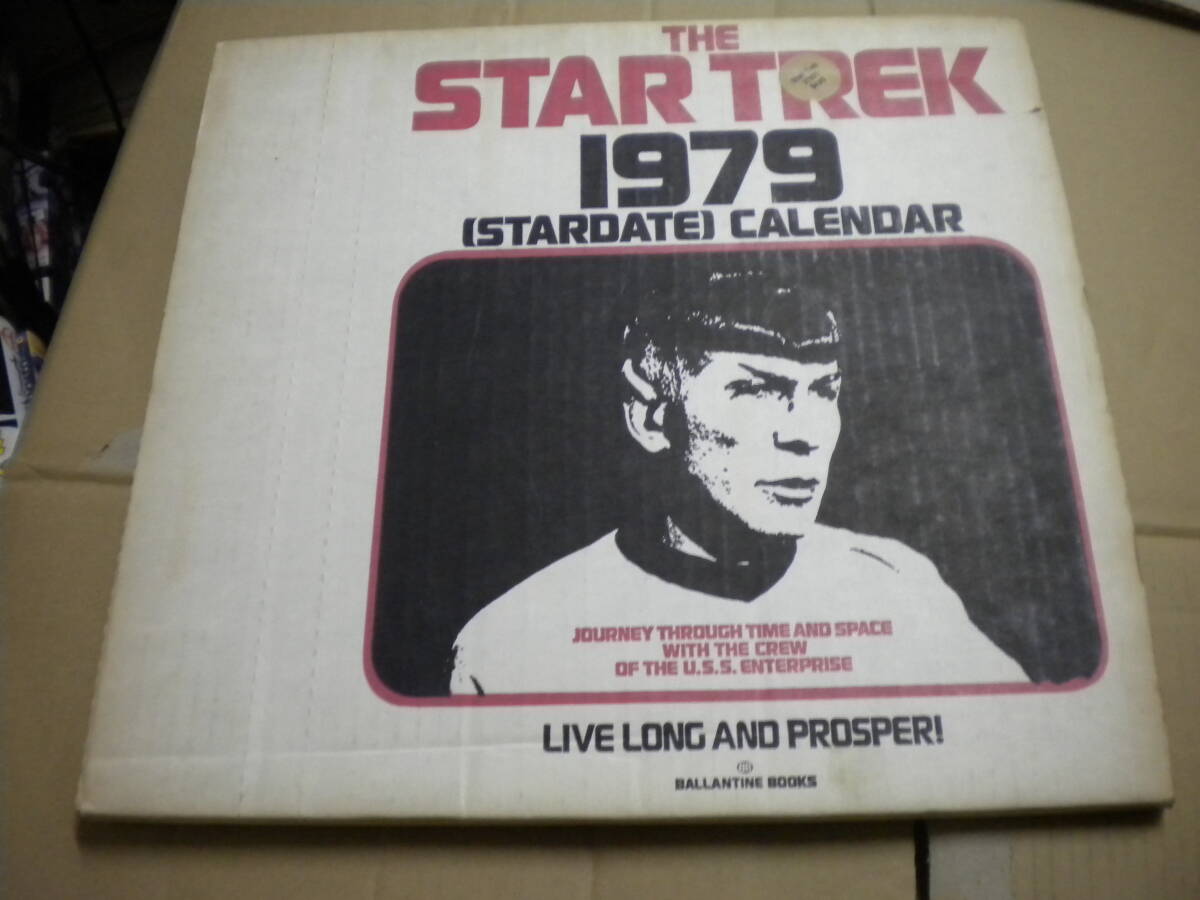 THE
STAR TREK
1979
(STARDATE) CALENDAR
JOURNEY THROUGH TIME AND SPACE
WITH THE CREW
OF THE U.S.S. ENTERPRISE
LIVE LONG AND PROSPER!
BALLANTINE BOOKS